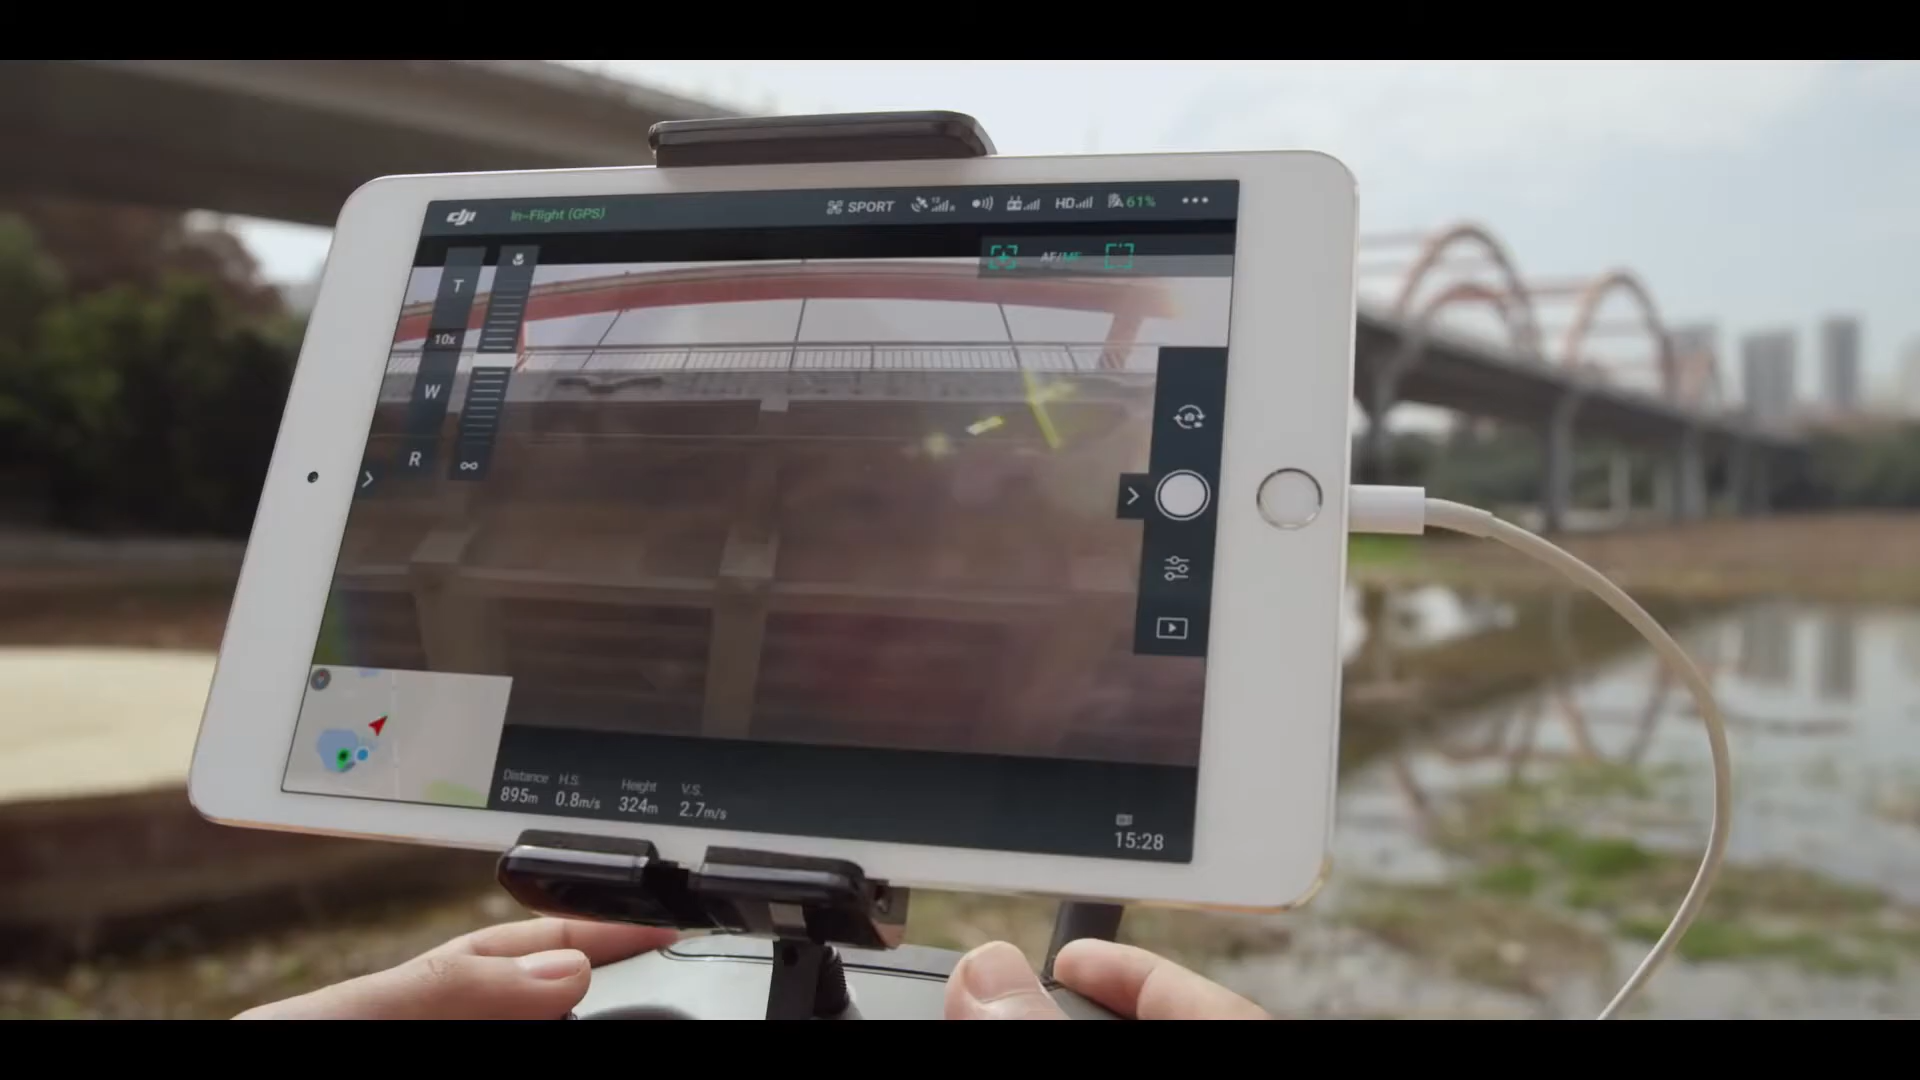 dji In-Flight (GPS) SPORT 13 HD 61%
AF/MF
T
10x
W
R
Distance H.S. Height V.S.
895m 0.8m/s 324m 2.7m/s
15:28